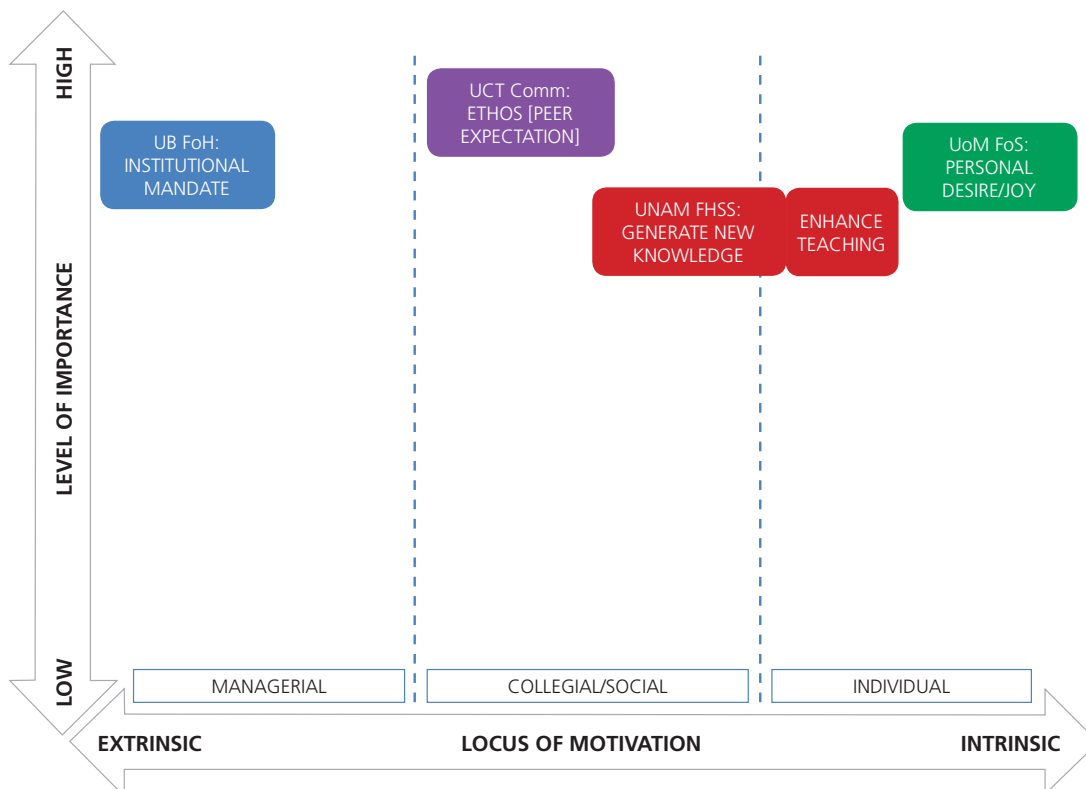 HIGH
LEVEL OF IMPORTANCE
LOW
UB FoH:
INSTITUTIONAL
MANDATE
UCT Comm:
ETHOS [PEER
EXPECTATION]
UNAM FHSS:
GENERATE NEW
KNOWLEDGE
ENHANCE
TEACHING
UoM FoS:
PERSONAL
DESIRE/JOY
MANAGERIAL
COLLEGIAL/SOCIAL
INDIVIDUAL
EXTRINSIC
LOCUS OF MOTIVATION
INTRINSIC